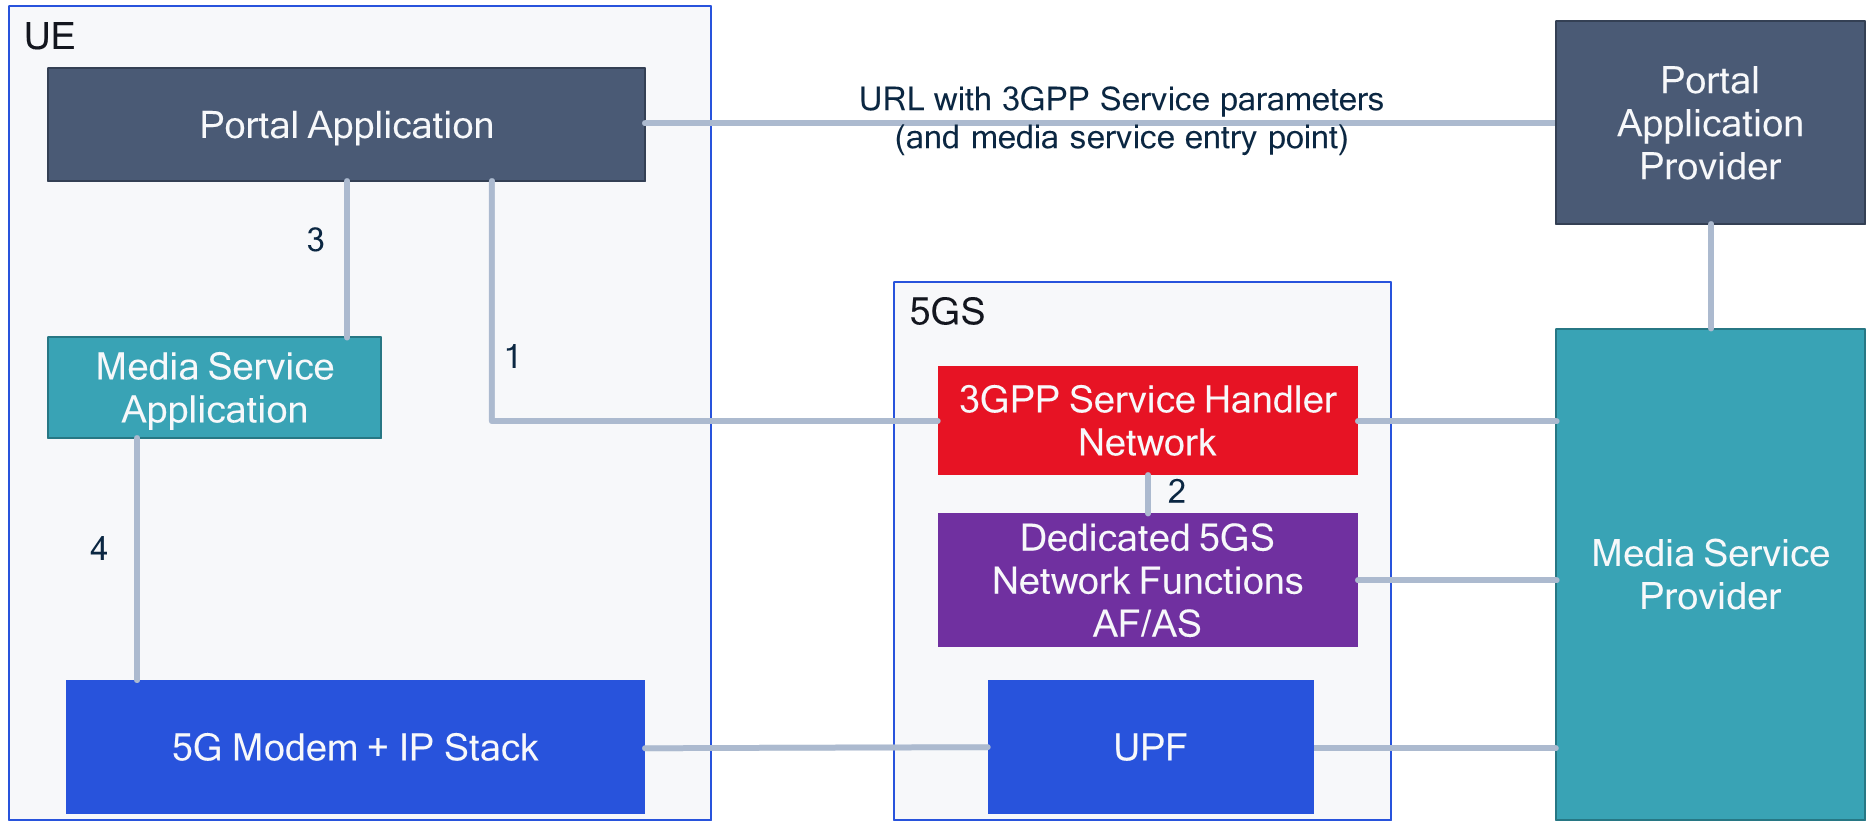 UE
Portal Application
URL with 3GPP Service parameters
(and media service entry point)
Portal
Application
Provider
3
1
5GS
Media Service
Application
3GPP Service Handler
Network
2
4
Dedicated 5GS
Network Functions
AF/AS
Media Service
Provider
5G Modem + IP Stack
UPF